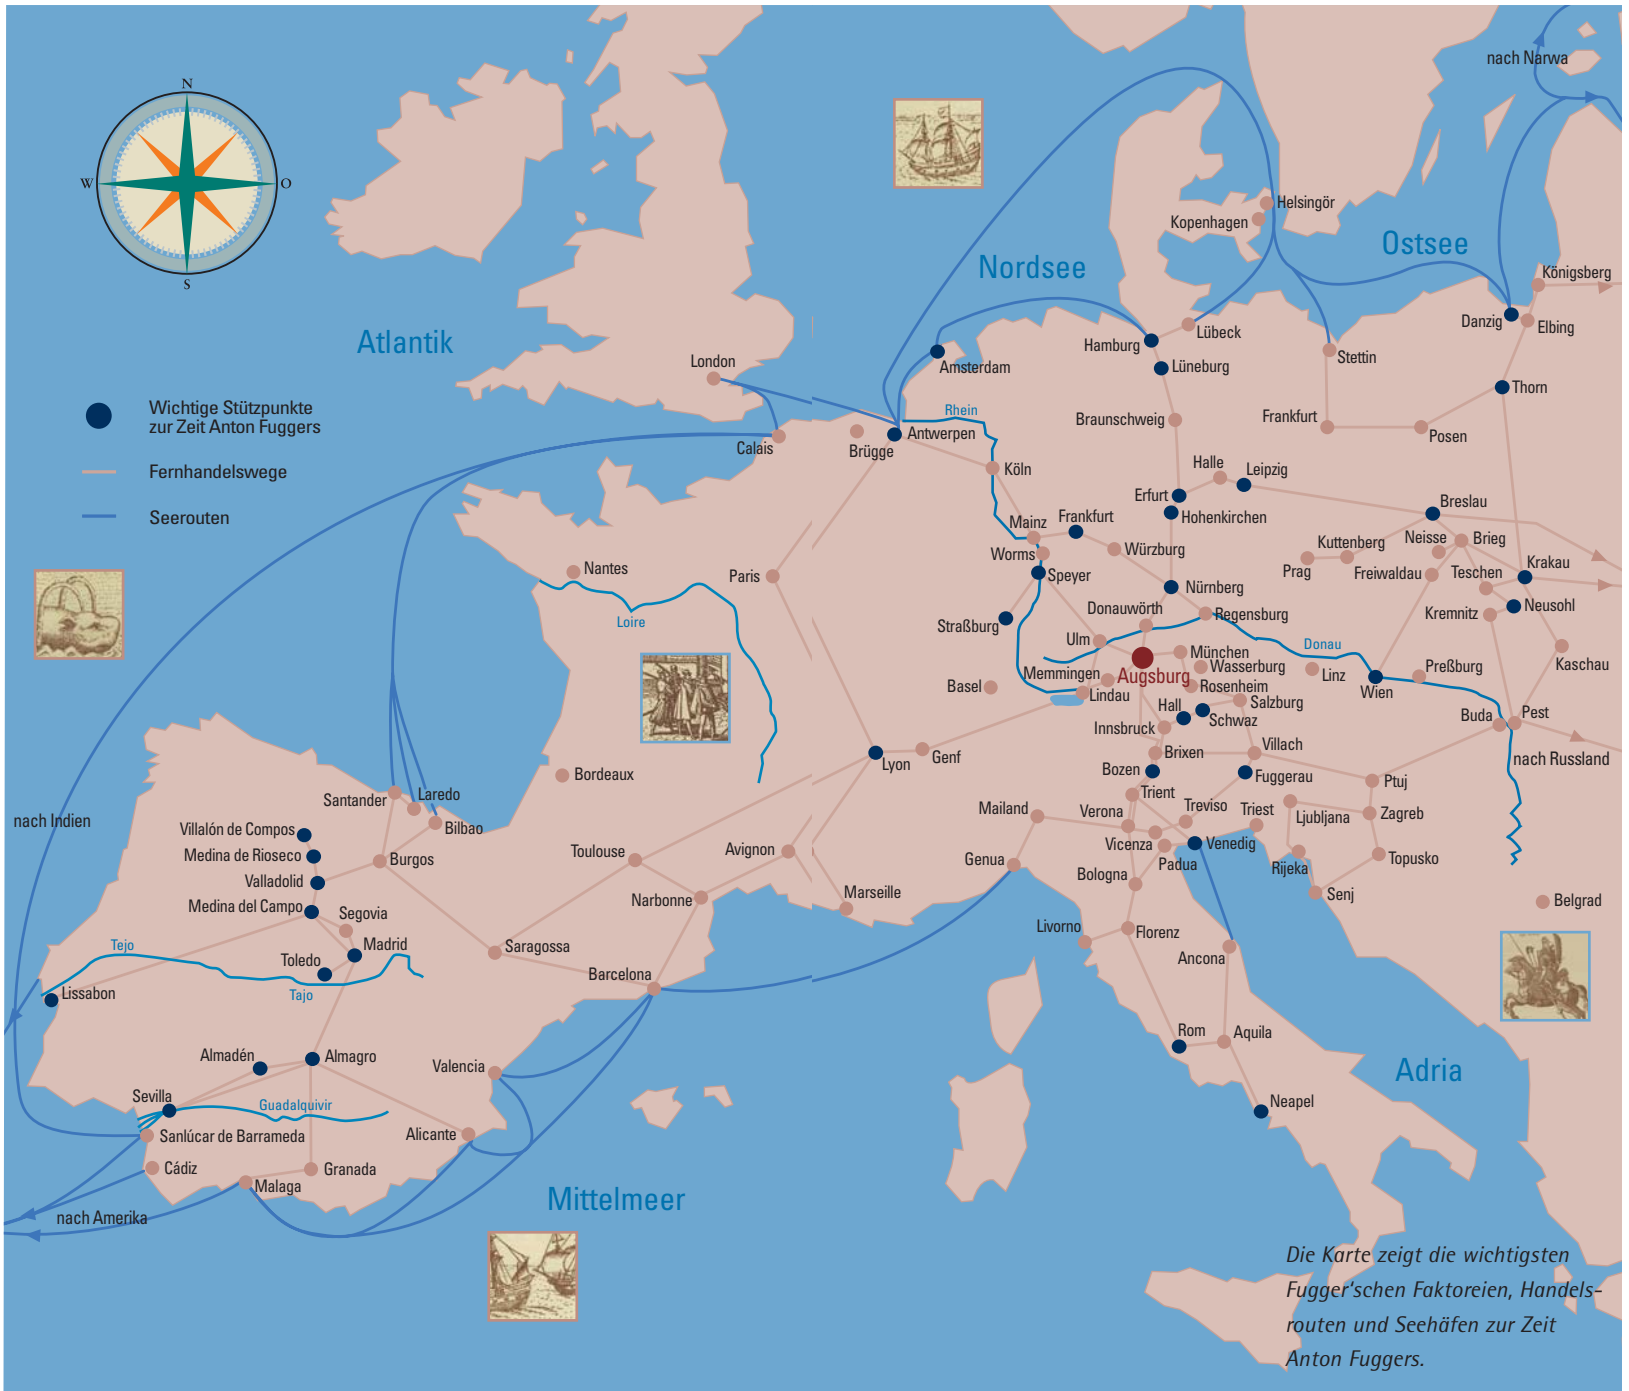 N
W
O
S
nach Narwa
Helsingör
Kopenhagen
Ostsee
Nordsee
Königsberg
Danzig
Elbing
Atlantik
Lübeck
Hamburg
Stettin
London
Amsterdam
Lüneburg
Thorn
Wichtige Stützpunkte
zur Zeit Anton Fuggers
Fernhandelswege
Seerouten
Rhein
Braunschweig
Frankfurt
Posen
Calais
Brügge
Antwerpen
Köln
Halle
Leipzig
Erfurt
Hohenkirchen
Breslau
Mainz
Frankfurt
Worms
Würzburg
Kuttenberg
Neisse
Brieg
Prag
Freiwaldau
Teschen
Krakau
Nantes
Paris
Speyer
Nürnberg
Kremnitz
Neusohl
Loire
Straßburg
Donauwörth
Regensburg
Ulm
Donau
München
Wasserburg
Kaschau
Memmingen
Augsburg
Linz
Preßburg
Basel
Lindau
Rosenheim
Wien
Hall
Salzburg
Schwaz
Buda
Pest
Innsbruck
Brixen
Villach
nach Russland
Lyon
Genf
Bozen
Fuggerau
Ptuj
Bordeaux
Trient
Treviso
Triest
Ljubljana
Zagreb
Santander
Laredo
Bilbao
Mailand
Verona
nach Indien
Villalón de Compos
Medina de Rioseco
Burgos
Toulouse
Avignon
Genua
Vicenza
Padua
Venedig
Rijeka
Topusko
Valladolid
Bologna
Senj
Medina del Campo
Segovia
Narbonne
Marseille
Belgrad
Livorno
Florenz
Tejo
Madrid
Saragossa
Ancona
Toledo
Barcelona
Lissabon
Tajo
Rom
Aquila
Almadén
Almagro
Valencia
Adria
Sevilla
Guadalquivir
Neapel
Sanlúcar de Barrameda
Alicante
Cádiz
Granada
Malaga
Mittelmeer
nach Amerika
Die Karte zeigt die wichtigsten
Fugger‘schen Faktoreien, Handels-
routen und Seehäfen zur Zeit
Anton Fuggers.